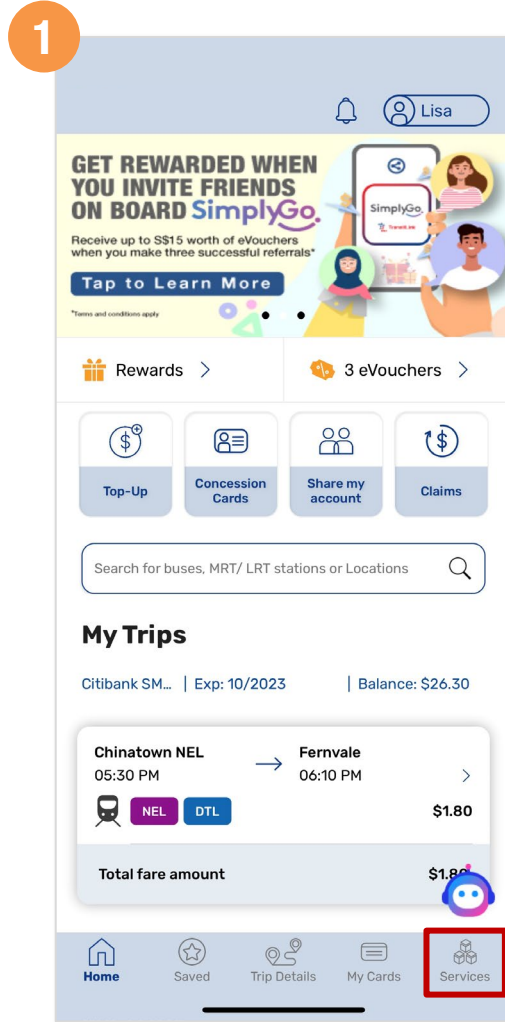 1
Lisa
GET REWARDED WHEN
YOU INVITE FRIENDS
ON BOARD SimplyGo.
Receive up to S$15 worth of eVouchers
when you make three successful referrals*
Tap to Learn More
*Terms and conditions apply
SimplyGo
Rewards
3 eVouchers
Top-Up
Concession
Cards
Share my
account
Claims
Search for buses, MRT/ LRT stations or Locations
My Trips
Citibank SM... | Exp: 10/2023 | Balance: $26.30
Chinatown NEL Fernvale
05:30 PM 06:10 PM
NEL DTL $1.80
Total fare amount
Home Saved Trip Details My Cards Services